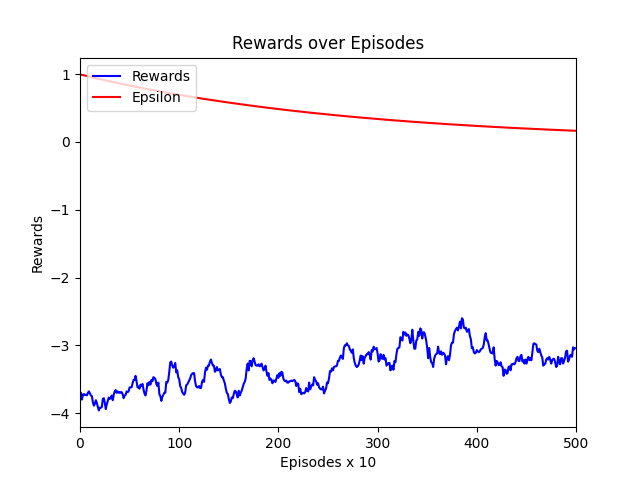 Rewards over Episodes
Rewards
Epsilon
1
0
−1
−2
−3
−4
Rewards
0 100 200 300 400 500
Episodes x 10